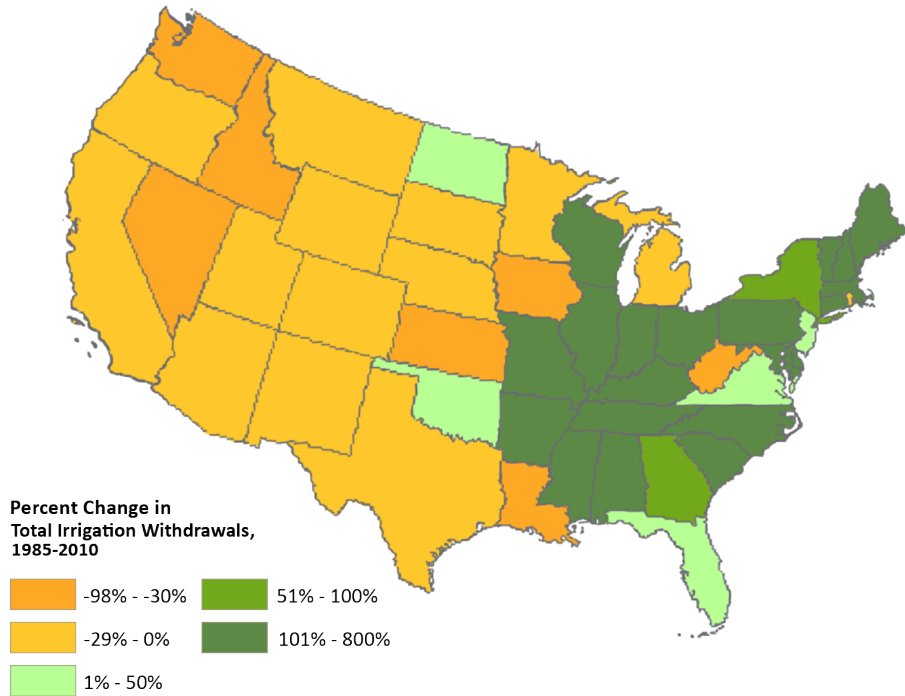 Percent Change in
Total Irrigation Withdrawals,
1985-2010
-98% - -30%
-29% - 0%
1% - 50%
51% - 100%
101% - 800%